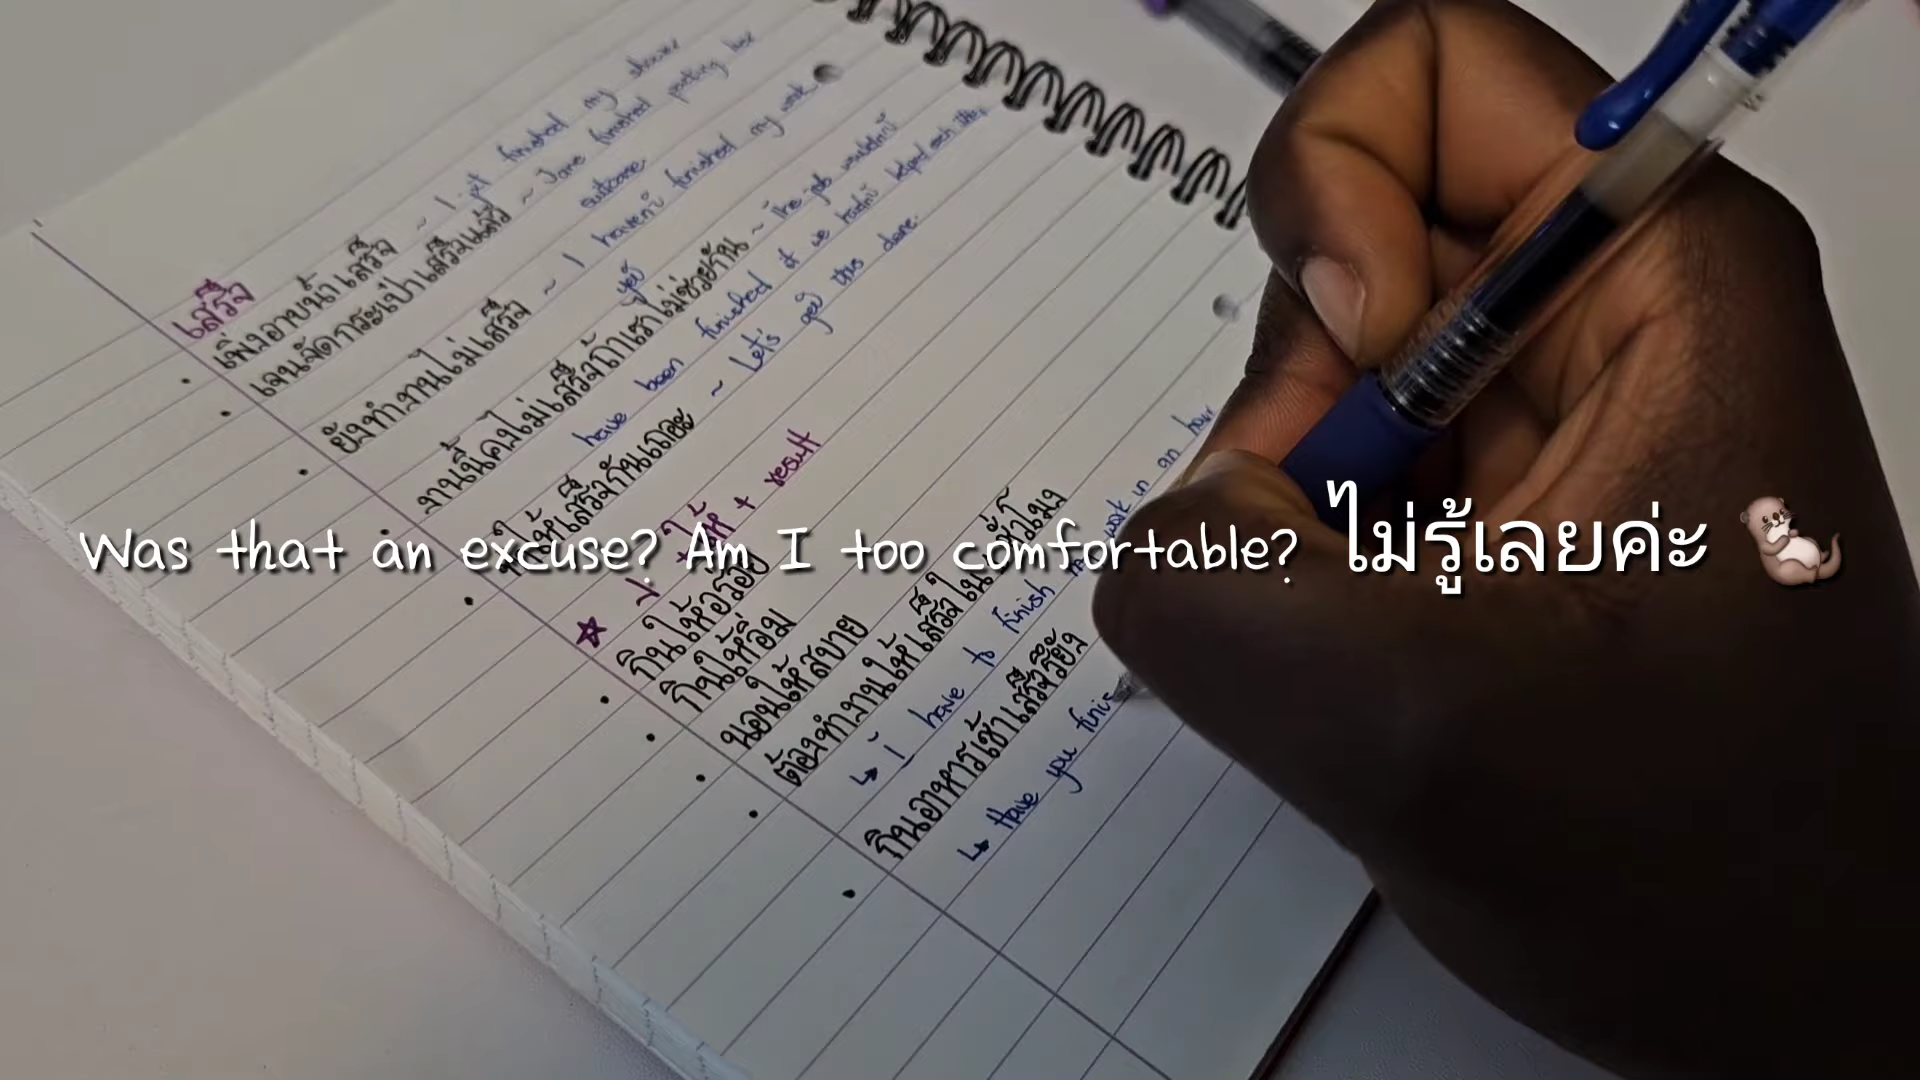 เสร็จ
เพิ่งอาบน้ำเสร็จ ~ I just finished my shower
เจนจัดกระเป๋าเสร็จแล้ว ~ Jane finished packing her
suitcase
ยังทำงานไม่เสร็จ ~ I haven't finished my work
yet
งานนี้คงไม่เสร็จถ้าเราไม่ช่วยกัน ~ The job wouldn't
have been finished if we hadn't helped each other
เสร็จกันเถอะ ~ Let's get this done.
+ result
กินให้อร่อย
กินให้อิ่ม
นอนให้สบาย
ต้องทำงานให้เสร็จใน ชั่วโมง
↳ I have to finish work in an hour
กินอาหารเช้าเสร็จรึยัง
↳ Have you finis
Was that an excuse? Am I too comfortable? ไม่รู้เลยค่ะ 🦦